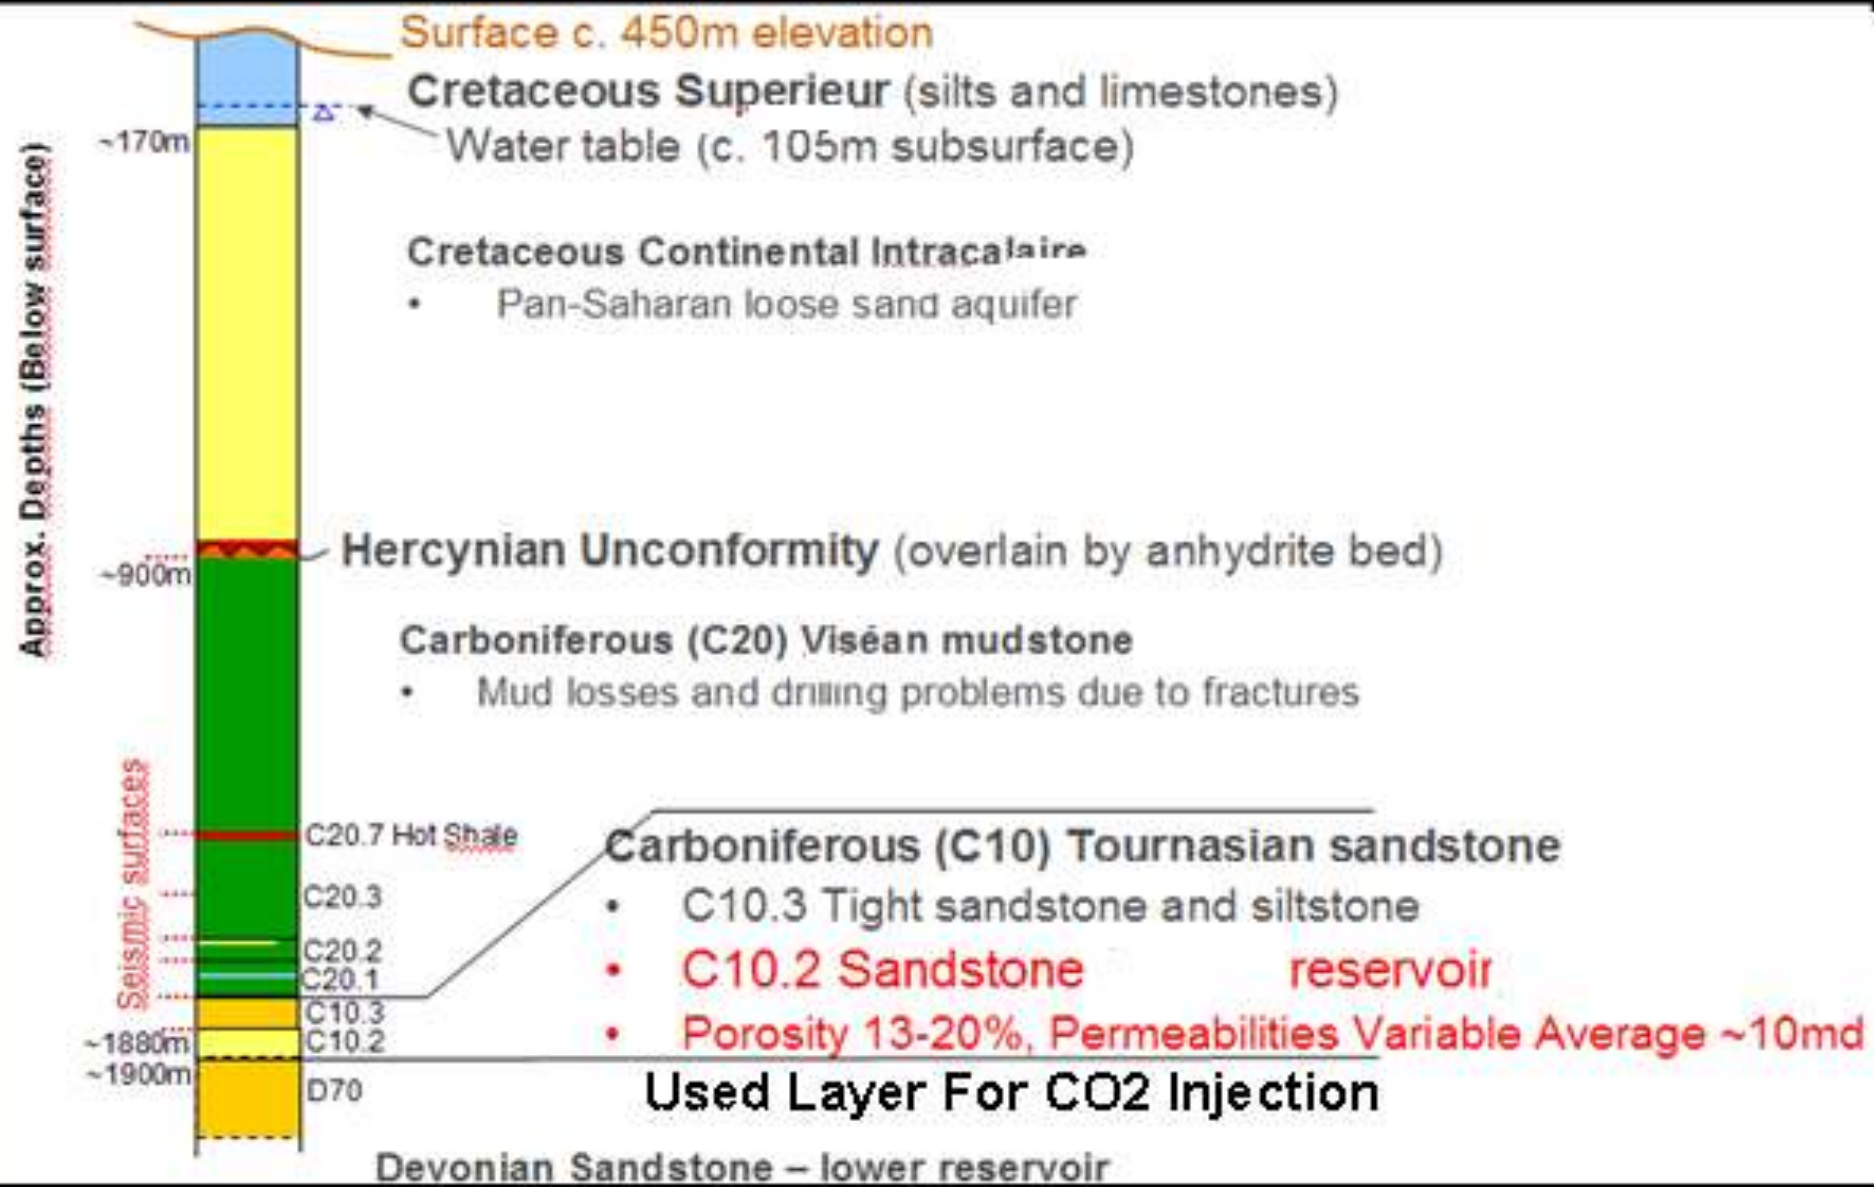 Surface c. 450m elevation
Cretaceous Superieur (silts and limestones)
Water table (c. 105m subsurface)
~170m
Approx. Depths (Below surface)
Cretaceous Continental Intracalaire
• Pan-Saharan loose sand aquifer
Hercynian Unconformity (overlain by anhydrite bed)
~900m
Carboniferous (C20) Viséan mudstone
• Mud losses and drilling problems due to fractures
Seismic surfaces
C20.7 Hot Shale
C20.3
C20.2
C20.1
C10.3
C10.2
D70
~1880m
~1900m
Carboniferous (C10) Tournasian sandstone
• C10.3 Tight sandstone and siltstone
• C10.2 Sandstone reservoir
• Porosity 13-20%, Permeabilities Variable Average ~10md
Used Layer For CO2 Injection
Devonian Sandstone – lower reservoir